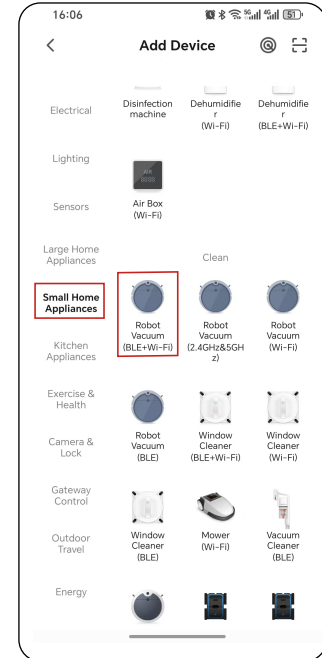 16:06
5G 4G 51
Add Device
Electrical
Lighting
Sensors
Large Home
Appliances
Small Home
Appliances
Kitchen
Appliances
Exercise &
Health
Camera &
Lock
Gateway
Control
Outdoor
Travel
Energy
Disinfection
machine
Dehumidifie
r
(Wi-Fi)
Dehumidifie
r
(BLE+Wi-Fi)
Air Box
(Wi-Fi)
Clean
Robot
Vacuum
(BLE+Wi-Fi)
Robot
Vacuum
(2.4GHz&5GH
z)
Robot
Vacuum
(Wi-Fi)
Robot
Vacuum
(BLE)
Window
Cleaner
(BLE+Wi-Fi)
Window
Cleaner
(Wi-Fi)
Window
Cleaner
(BLE)
Mower
(Wi-Fi)
Vacuum
Cleaner
(BLE)